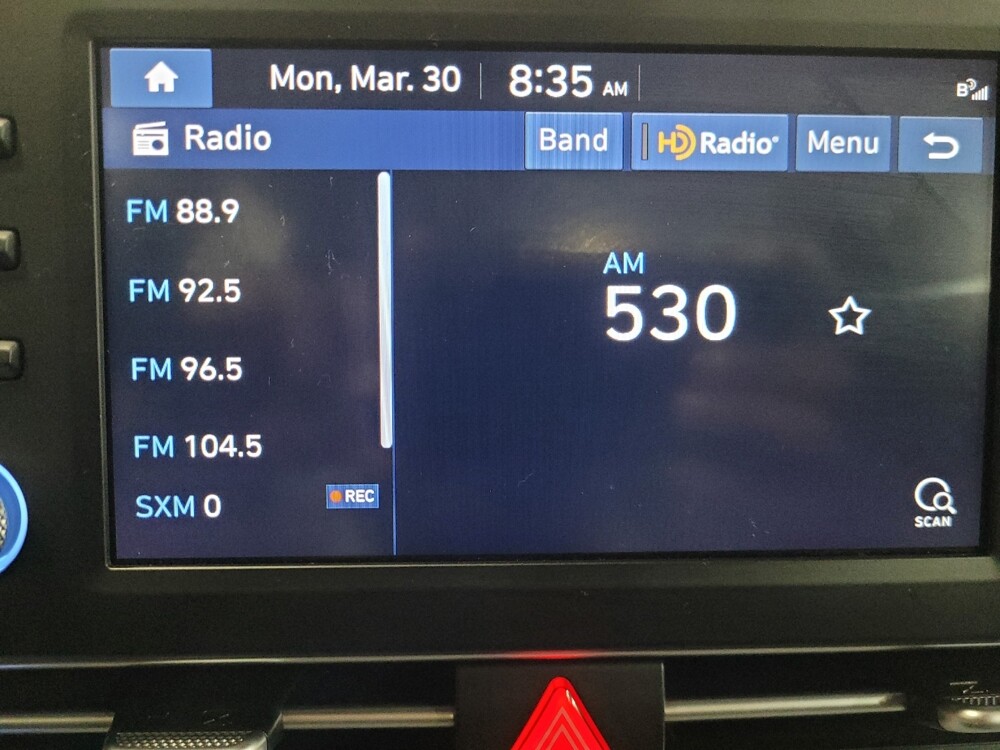 Mon, Mar. 30 8:35 AM B
Radio Band HD Radio® Menu
FM 88.9
FM 92.5
FM 96.5
FM 104.5
SXM 0 REC
AM
530
SCAN